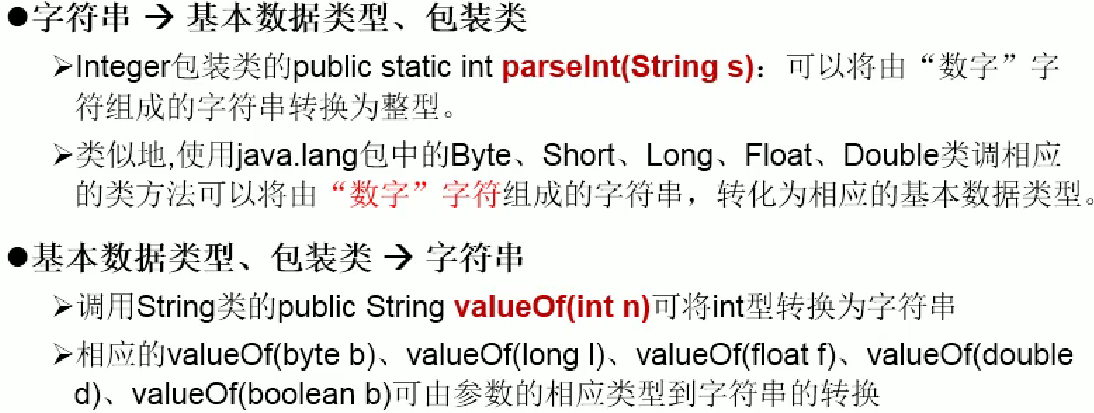 ●字符串 → 基本数据类型、包装类
➢Integer包装类的public static int parseInt(String s)：可以将由“数字”字
符组成的字符串转换为整型。
➢类似地,使用java.lang包中的Byte、Short、Long、Float、Double类调相应
的类方法可以将由“数字”字符组成的字符串，转化为相应的基本数据类型。
●基本数据类型、包装类 → 字符串
➢调用String类的public String valueOf(int n)可将int型转换为字符串
➢相应的valueOf(byte b)、valueOf(long l)、valueOf(float f)、valueOf(double
d)、valueOf(boolean b)可由参数的相应类型到字符串的转换